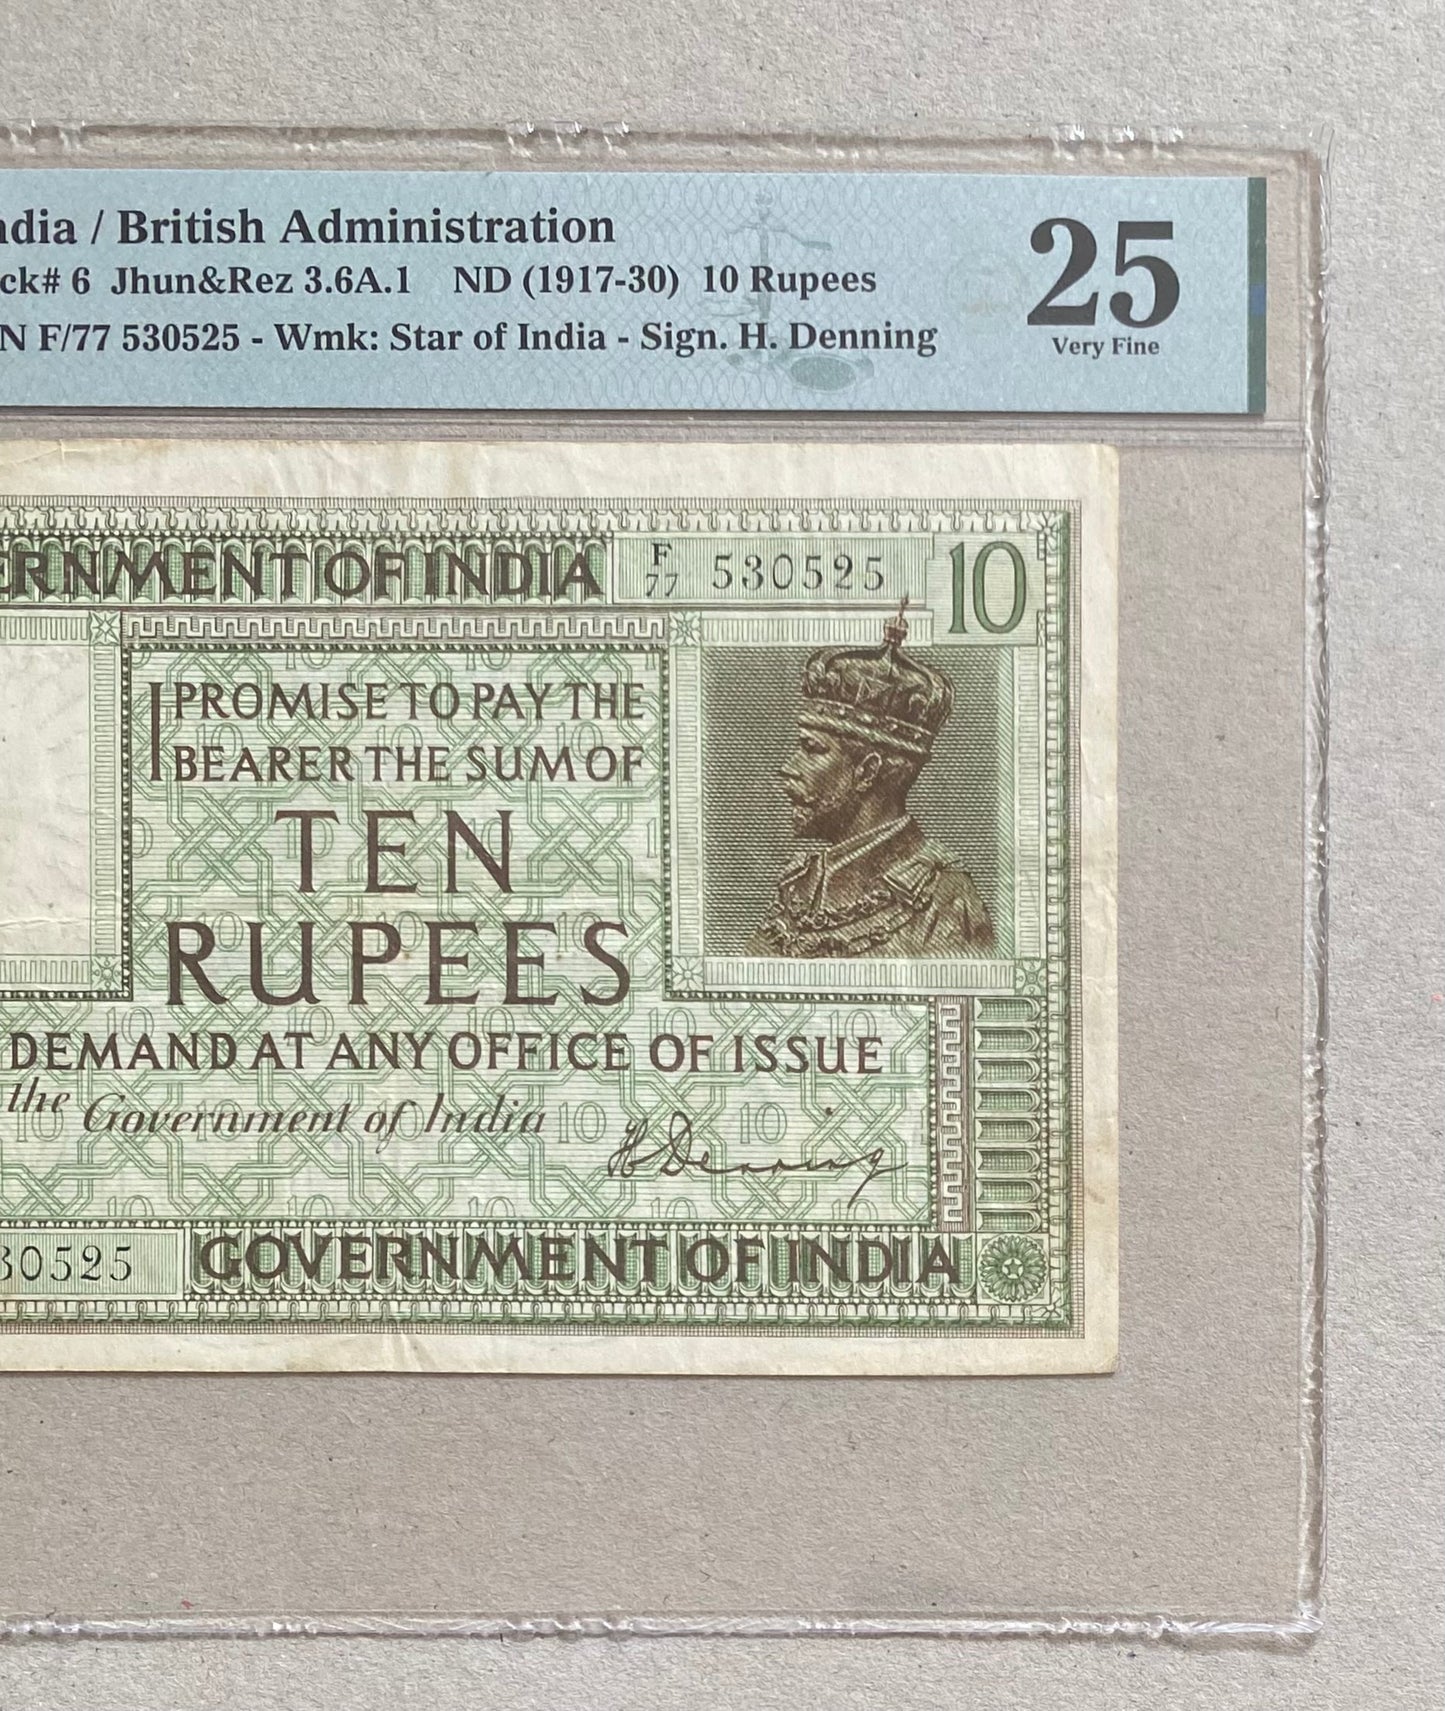 ndia / British Administration
ck# 6 Jhun&Rez 3.6A.1 ND (1917-30) 10 Rupees
N F/77 530525 - Wmk: Star of India - Sign. H. Denning
25
Very Fine
ERNMENT OF INDIA
F/77 530525
10
I PROMISE TO PAY THE
BEARER THE SUM OF
TEN
RUPEES
DEMAND AT ANY OFFICE OF ISSUE
the Government of India
H Denning
30525
GOVERNMENT OF INDIA